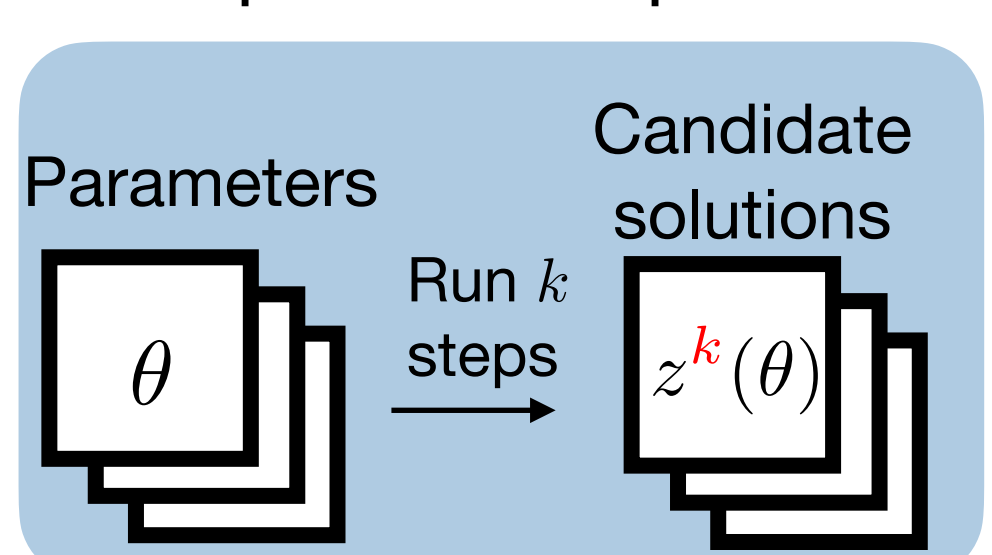 Parameters
Candidate
solutions
Run k
steps
θ
z^k(θ)